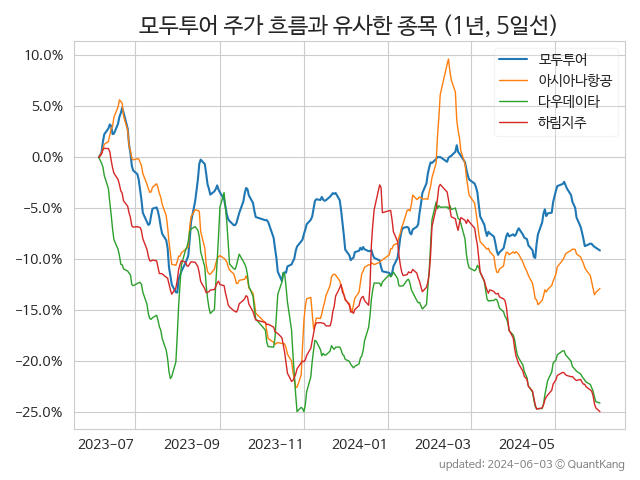 모두투어 주가 흐름과 유사한 종목 (1년, 5일선)
모두투어
아시아나항공
다우데이타
하림지주
10.0%
5.0%
0.0%
−5.0%
−10.0%
−15.0%
−20.0%
−25.0%
2023-07 2023-09 2023-11 2024-01 2024-03 2024-05
updated: 2024-06-03 © QuantKang